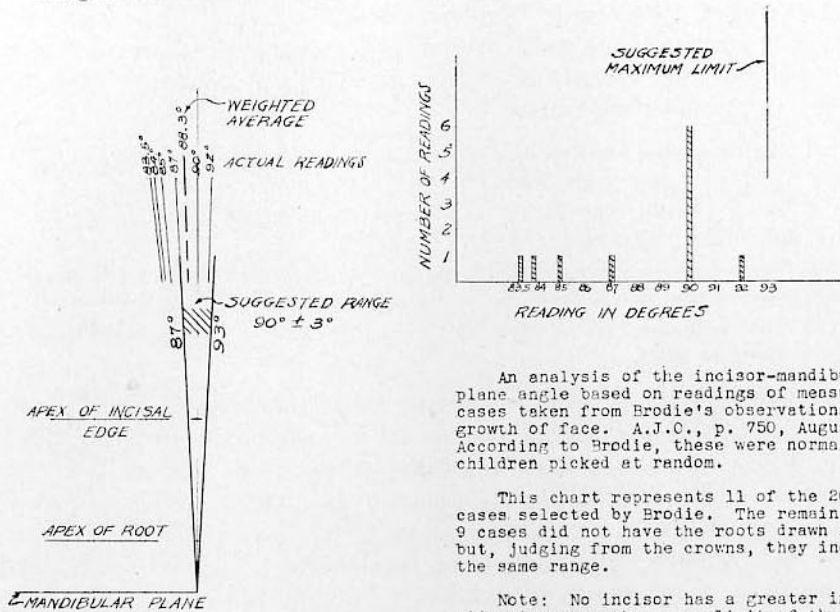 WEIGHTED
AVERAGE
83.5°
84°
85°
87°
88.3°
90°
92°
ACTUAL READINGS
SUGGESTED RANGE
90° ± 3°
87°
93°
APEX OF INCISAL
EDGE
APEX OF ROOT
MANDIBULAR PLANE
SUGGESTED
MAXIMUM LIMIT
NUMBER OF READINGS
6
5
4
3
2
1
83.5 84 85 86 87 88 89 90 91 92 93
READING IN DEGREES
An analysis of the incisor-mandibu
plane angle based on readings of meas
cases taken from Brodie's observation
growth of face. A.J.O., p. 750, Augu
According to Brodie, these were norma
children picked at random.
This chart represents 11 of the 2
cases selected by Brodie. The remain
9 cases did not have the roots drawn
but, judging from the crowns, they in
the same range.
Note: No incisor has a greater i